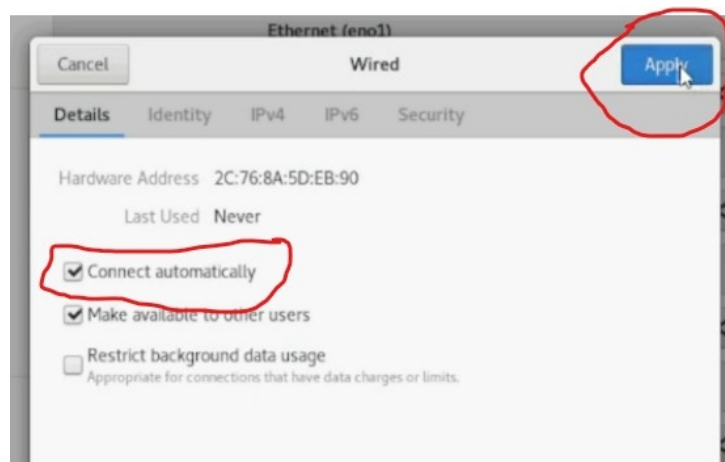 Ethernet (eno1)
Cancel
Wired
Apply
Details
Identity
IPv4
IPv6
Security
Hardware Address 2C:76:8A:5D:EB:90
Last Used Never
Connect automatically
Make available to other users
Restrict background data usage
Appropriate for connections that have data charges or limits.